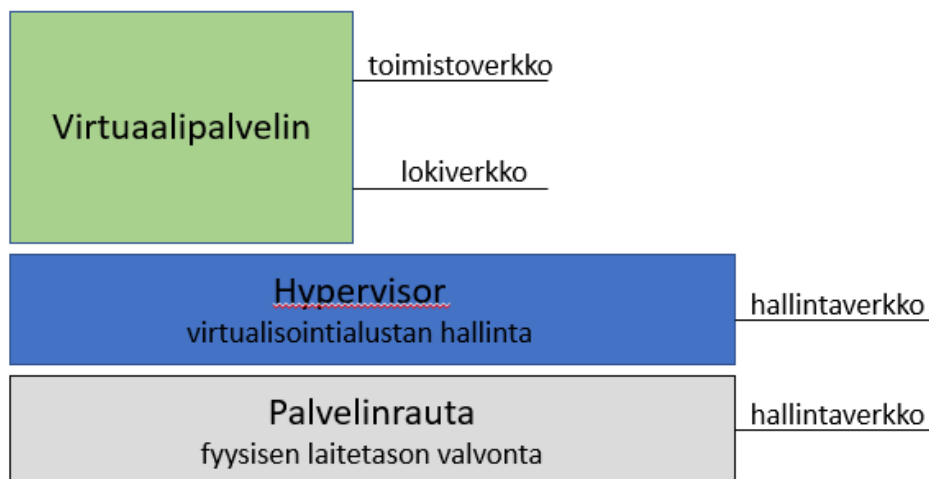 toimistoverkko
Virtuaalipalvelin
lokiverkko
Hypervisor
virtualisointialustan hallinta
hallintaverkko
Palvelinrauta
fyysisen laitetason valvonta
hallintaverkko